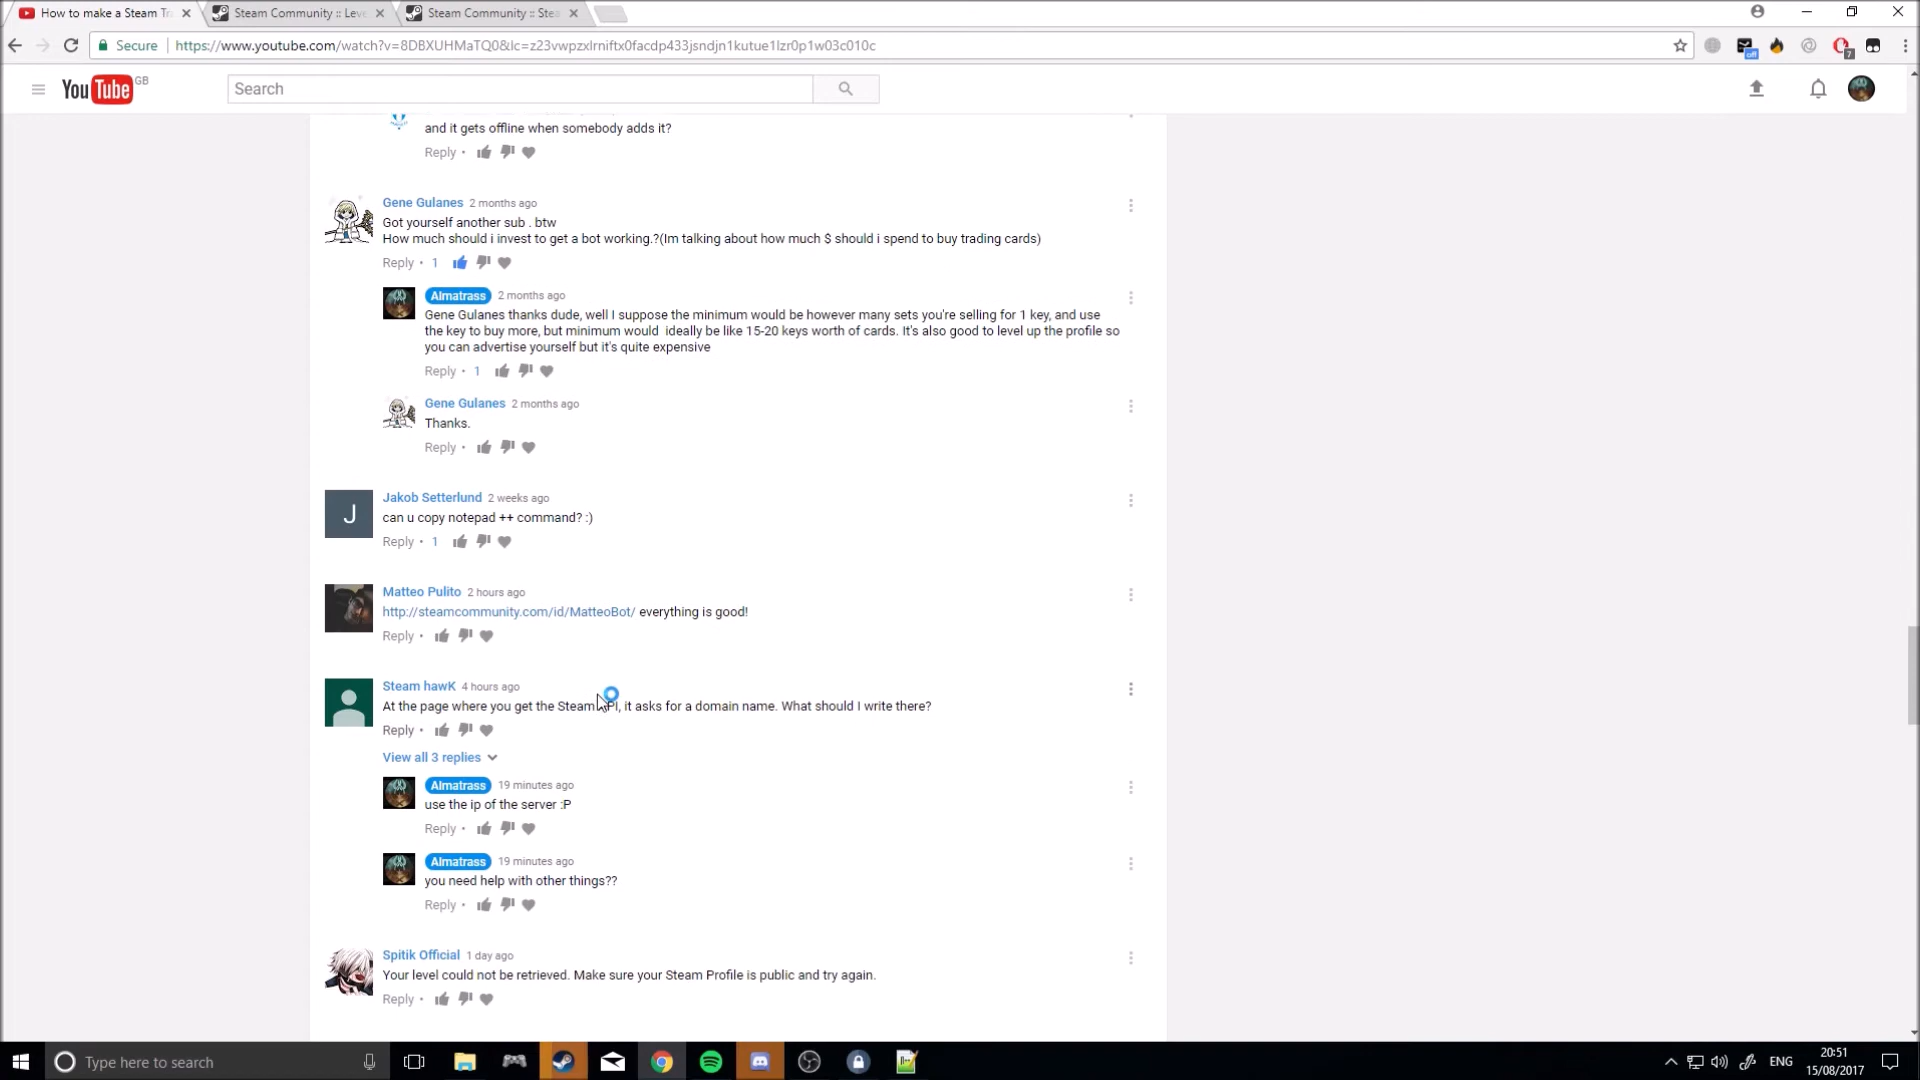 How to make a Steam Tr
Steam Community :: Leve
Steam Community :: Stea
Secure
https://www.youtube.com/watch?v=8DBXUHMaTQ0&lc=z23vwpzxlrniftx0facdp433jsndjn1kutue1lzr0p1w03c010c
off
7
YouTube GB
Search
and it gets offline when somebody adds it?
Reply •
Gene Gulanes 2 months ago
Got yourself another sub . btw
How much should i invest to get a bot working.?(Im talking about how much $ should i spend to buy trading cards)
Reply • 1
Almatrass 2 months ago
Gene Gulanes thanks dude, well I suppose the minimum would be however many sets you're selling for 1 key, and use
the key to buy more, but minimum would ideally be like 15-20 keys worth of cards. It's also good to level up the profile so
you can advertise yourself but it's quite expensive
Reply • 1
Gene Gulanes 2 months ago
Thanks.
Reply •
J
Jakob Setterlund 2 weeks ago
can u copy notepad ++ command? :)
Reply • 1
Matteo Pulito 2 hours ago
http://steamcommunity.com/id/MatteoBot/ everything is good!
Reply •
Steam hawK 4 hours ago
At the page where you get the Steam PI, it asks for a domain name. What should I write there?
Reply •
View all 3 replies
Almatrass 19 minutes ago
use the ip of the server :P
Reply •
Almatrass 19 minutes ago
you need help with other things??
Reply •
Spitik Official 1 day ago
Your level could not be retrieved. Make sure your Steam Profile is public and try again.
Reply •
Type here to search
ENG
20:51
15/08/2017